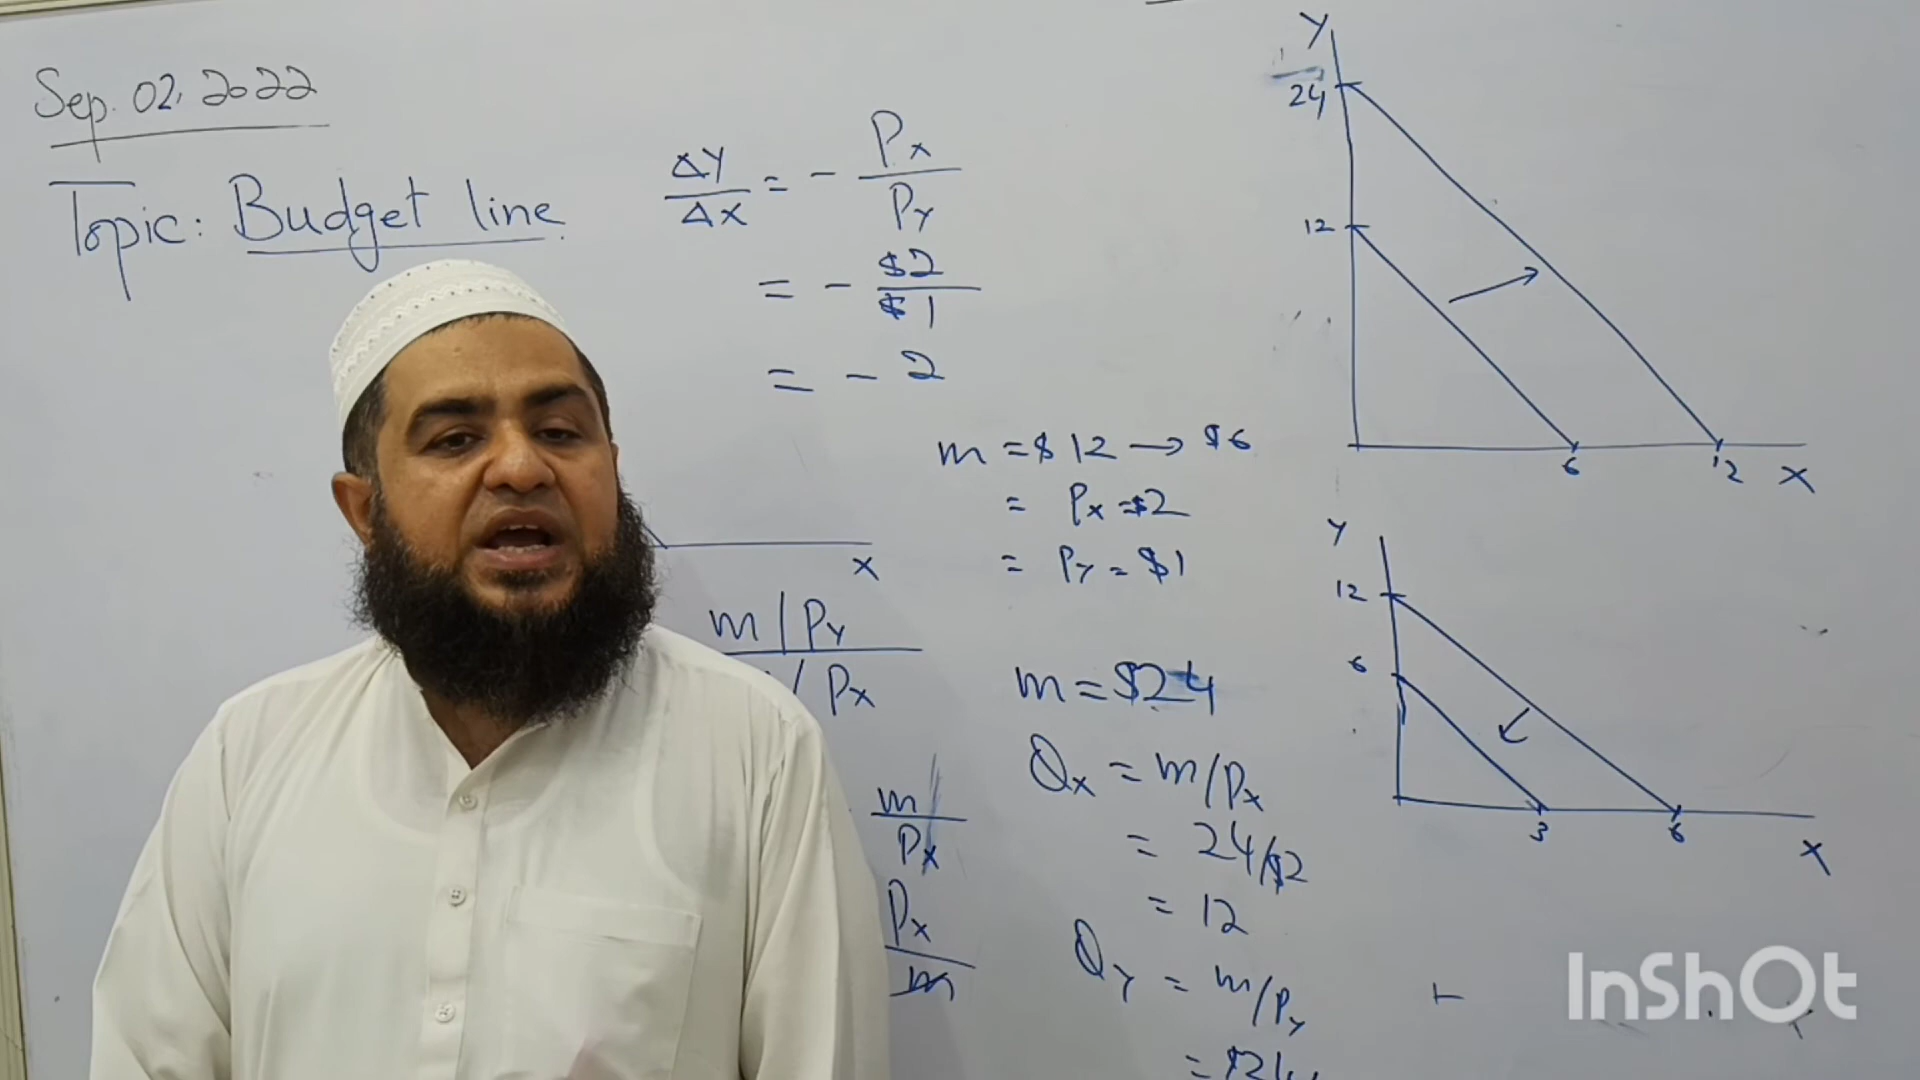 Sep. 02, 2022
Topic: Budget line.
ΔY/ΔX = - Px/PY
= - $2/$1
= - 2
X
m/PY
/Px
m/Px
Px/m
m = $12 → $6
= Px = $2
= PY = $1
m = $24
Qx = m/Px
= 24/$2
= 12
QY = m/PY
= $24
Y
24
12
6
12
X
Y
12
6
3
6
X
InShOt